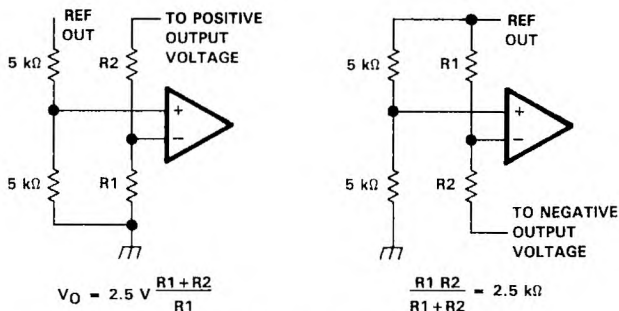 REF
OUT
TO POSITIVE
OUTPUT
VOLTAGE
5 kΩ
R2
+
−
5 kΩ
R1
V_O = 2.5 V (R1 + R2)/R1
REF
OUT
5 kΩ
R1
+
−
5 kΩ
R2
TO NEGATIVE
OUTPUT
VOLTAGE
(R1 R2)/(R1 + R2) = 2.5 kΩ